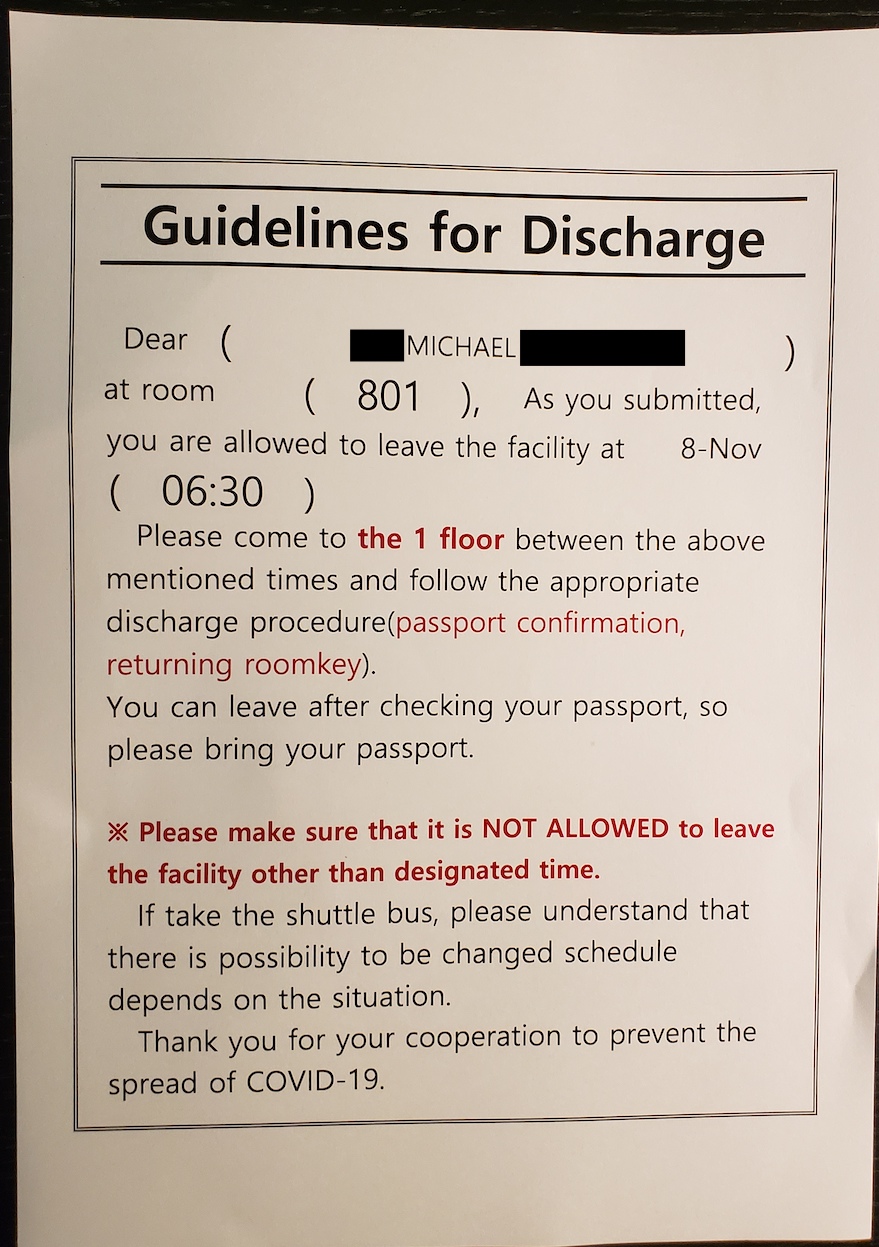 Guidelines for Discharge
Dear ( MICHAEL )
at room ( 801 ), As you submitted,
you are allowed to leave the facility at 8-Nov
( 06:30 )
Please come to the 1 floor between the above
mentioned times and follow the appropriate
discharge procedure(passport confirmation,
returning roomkey).
You can leave after checking your passport, so
please bring your passport.
※ Please make sure that it is NOT ALLOWED to leave
the facility other than designated time.
If take the shuttle bus, please understand that
there is possibility to be changed schedule
depends on the situation.
Thank you for your cooperation to prevent the
spread of COVID-19.